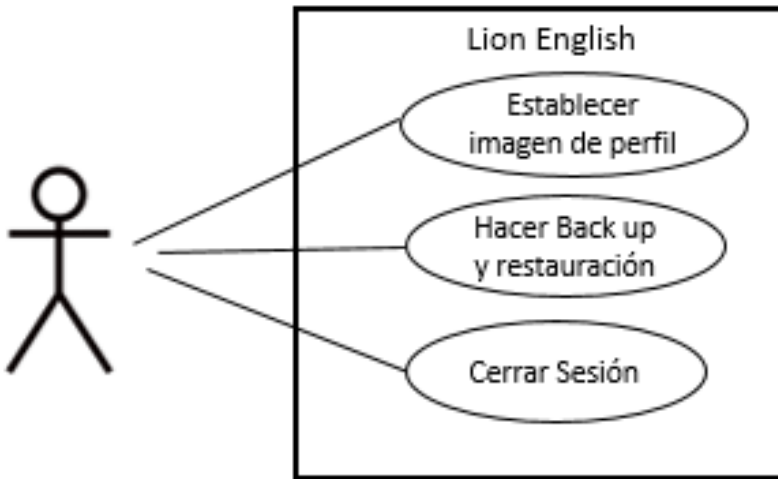 Lion English
Establecer
imagen de perfil
Hacer Back up
y restauración
Cerrar Sesión